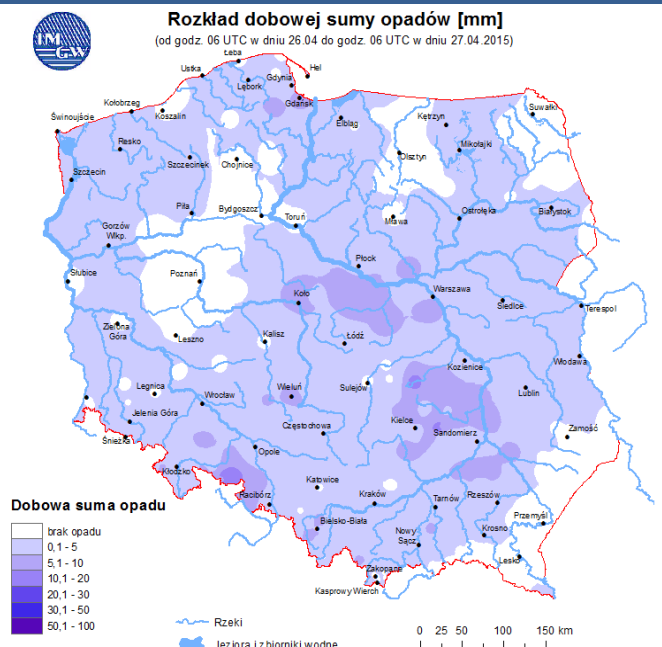 IM
GW
Rozkład dobowej sumy opadów [mm]
(od godz. 06 UTC w dniu 26.04 do godz. 06 UTC w dniu 27.04.2015)
Łeba
Hel
Ustka
Gdynia
Lębork
Gdańsk
Kołobrzeg
Koszalin
Suwałki
Świnoujście
Elbląg
Kętrzyn
Resko
Mikołajki
Szczecinek
Chojnice
Olsztyn
Szczecin
Piła
Bydgoszcz
Toruń
Mława
Ostrołęka
Białystok
Gorzów
Wlkp.
Płock
Słubice
Poznań
Koło
Warszawa
Siedlce
Terespol
Zielona
Góra
Leszno
Kalisz
Łódź
Kozienice
Włodawa
Legnica
Wrocław
Wieluń
Sulejów
Lublin
Jelenia Góra
Kielce
Sandomierz
Zamość
Śnieżka
Częstochowa
Opole
Kłodzko
Katowice
Racibórz
Kraków
Tarnów
Rzeszów
Bielsko-Biała
Nowy
Sącz
Krosno
Przemyśl
Lesko
Zakopane
Kasprowy Wierch
Dobowa suma opadu
brak opadu
0,1 - 5
5,1 - 10
10,1 - 20
20,1 - 30
30,1 - 50
50,1 - 100
Rzeki
Jeziora i zbiorniki wodne
0 25 50 100 150 km